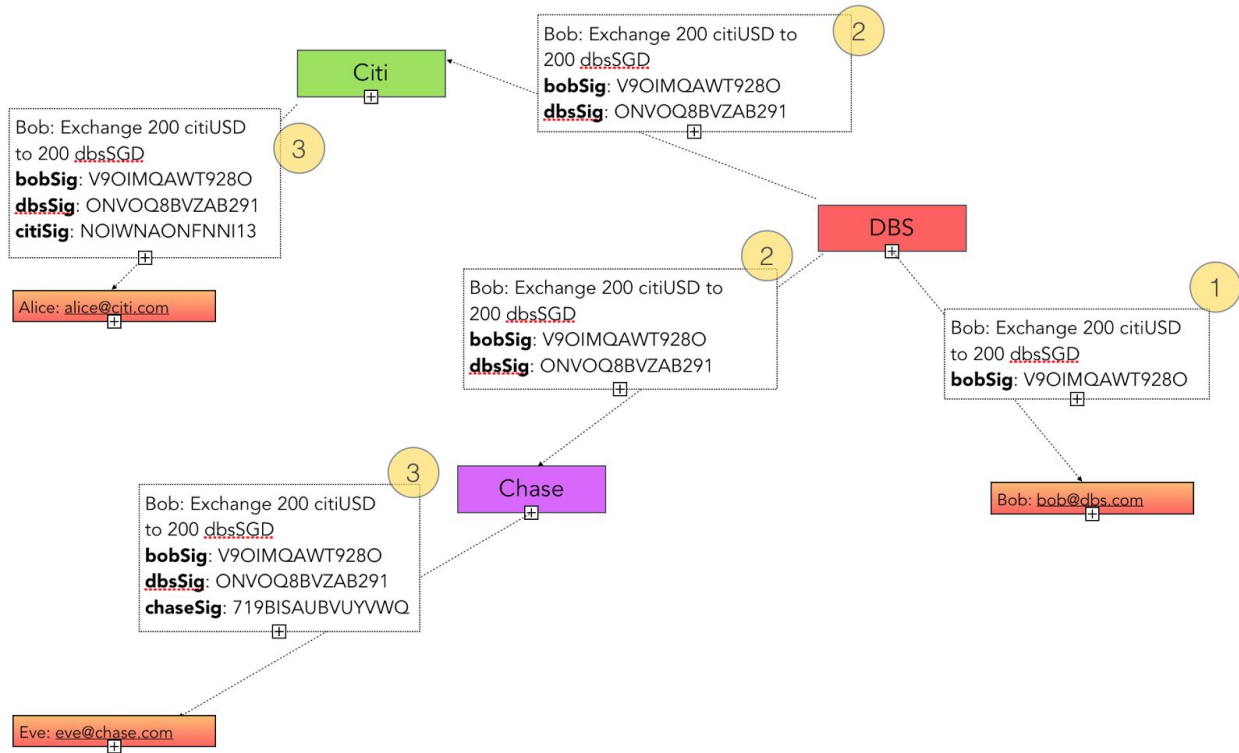 Bob: Exchange 200 citiUSD to
200 dbsSGD
bobSig: V9OIMQAWT928O
dbsSig: ONVOQ8BVZAB291
2
Citi
Bob: Exchange 200 citiUSD
to 200 dbsSGD
bobSig: V9OIMQAWT928O
dbsSig: ONVOQ8BVZAB291
citiSig: NOIWNAONFNNI13
3
Alice: alice@citi.com
DBS
Bob: Exchange 200 citiUSD to
200 dbsSGD
bobSig: V9OIMQAWT928O
dbsSig: ONVOQ8BVZAB291
2
Bob: Exchange 200 citiUSD
to 200 dbsSGD
bobSig: V9OIMQAWT928O
1
Bob: bob@dbs.com
Chase
Bob: Exchange 200 citiUSD
to 200 dbsSGD
bobSig: V9OIMQAWT928O
dbsSig: ONVOQ8BVZAB291
chaseSig: 719BISAUBVUYVWQ
3
Eve: eve@chase.com